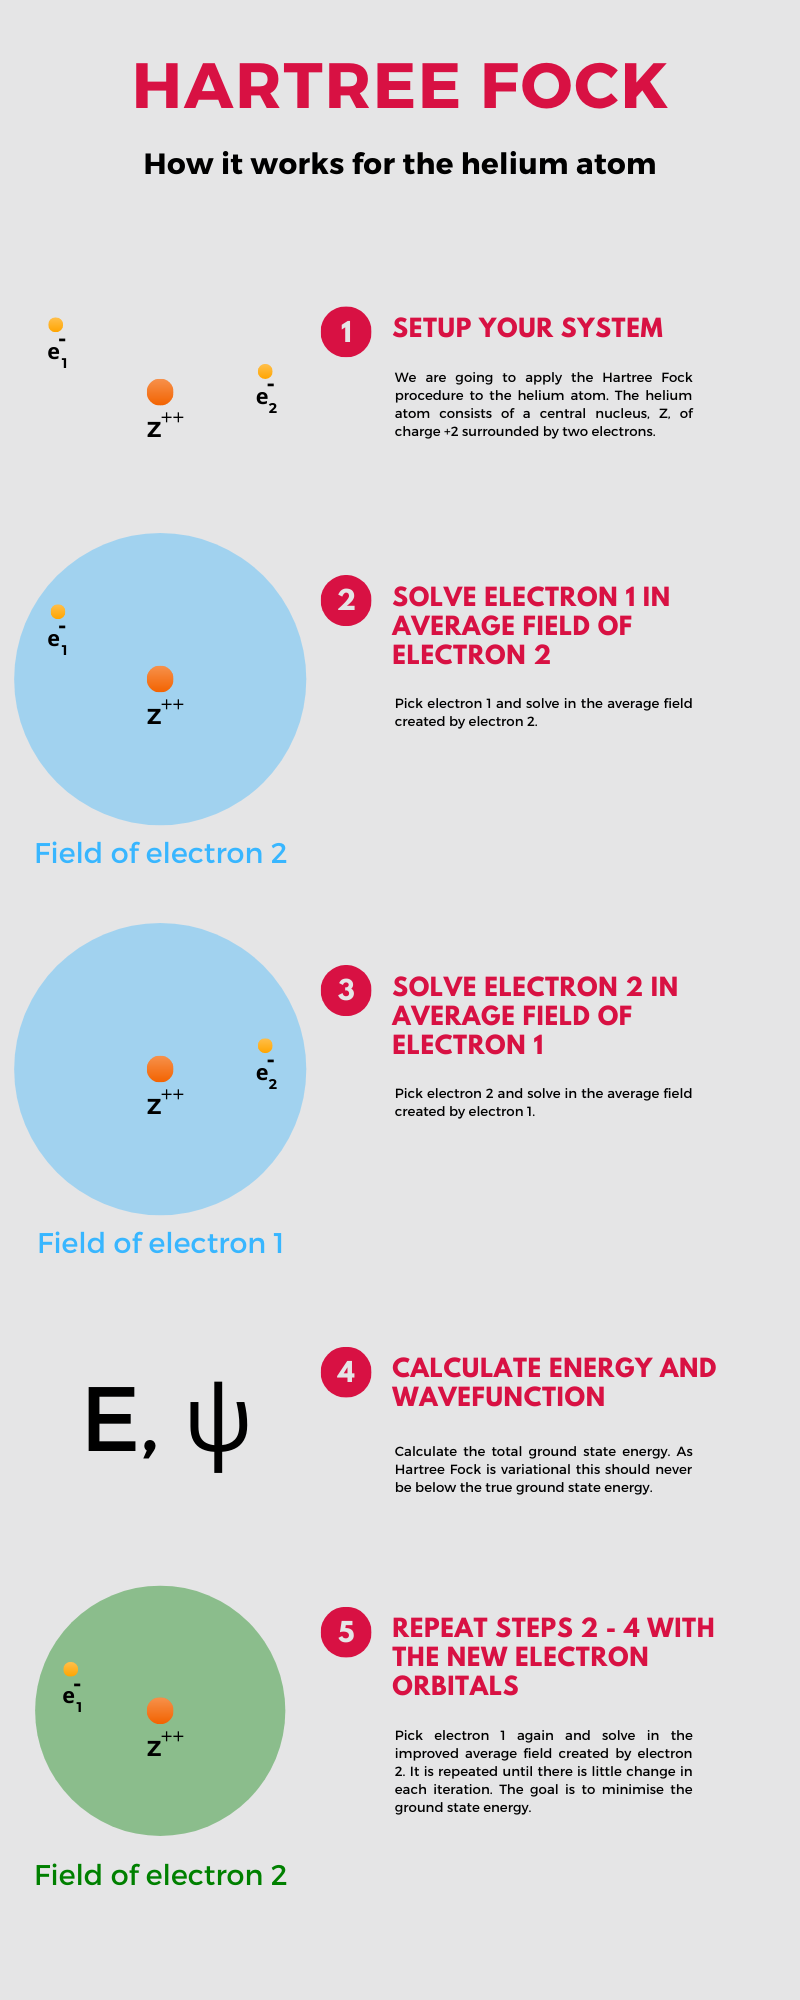 HARTREE FOCK
How it works for the helium atom
e₁⁻
e₂⁻
Z⁺⁺
1
SETUP YOUR SYSTEM
We are going to apply the Hartree Fock
procedure to the helium atom. The helium
atom consists of a central nucleus, Z, of
charge +2 surrounded by two electrons.
e₁⁻
Z⁺⁺
Field of electron 2
2
SOLVE ELECTRON 1 IN
AVERAGE FIELD OF
ELECTRON 2
Pick electron 1 and solve in the average field
created by electron 2.
e₂⁻
Z⁺⁺
Field of electron 1
3
SOLVE ELECTRON 2 IN
AVERAGE FIELD OF
ELECTRON 1
Pick electron 2 and solve in the average field
created by electron 1.
E, ψ
4
CALCULATE ENERGY AND
WAVEFUNCTION
Calculate the total ground state energy. As
Hartree Fock is variational this should never
be below the true ground state energy.
e₁⁻
Z⁺⁺
Field of electron 2
5
REPEAT STEPS 2 - 4 WITH
THE NEW ELECTRON
ORBITALS
Pick electron 1 again and solve in the
improved average field created by electron
2. It is repeated until there is little change in
each iteration. The goal is to minimise the
ground state energy.